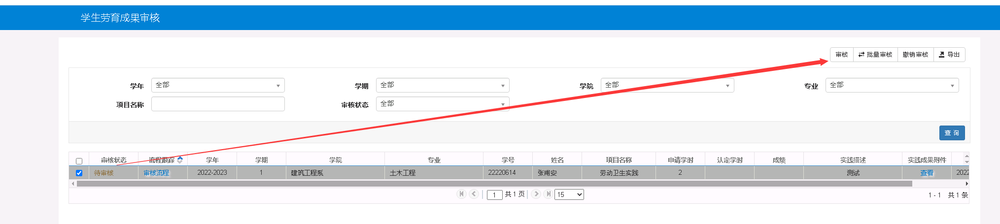 学生劳育成果审核
审核 批量审核 撤销审核 导出
学年 全部 学期 全部 学院 全部 专业 全部
项目名称 审核状态 全部
查 询
审核状态 流程跟踪 学年 学期 学院 专业 学号 姓名 项目名称 申请学时 认定学时 成绩 实践描述 实践成果附件
待审核 审核流程 2022-2023 1 建筑工程系 土木工程 22220614 张甫安 劳动卫生实践 2 测试 查看 2022
1 共 1 页 15 1 - 1 共 1 条